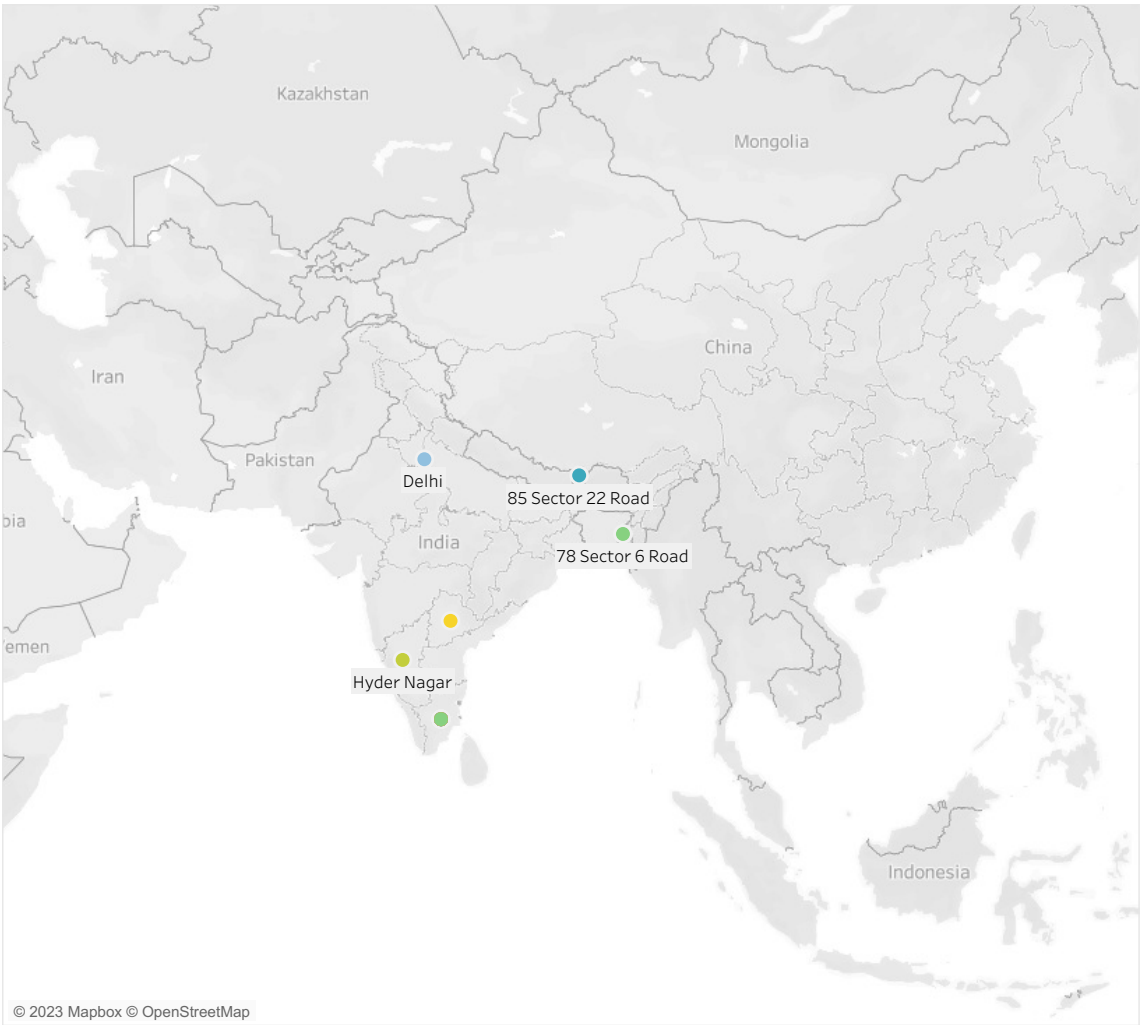 Kazakhstan
Mongolia
China
Iran
Pakistan
Delhi
85 Sector 22 Road
bia
India
78 Sector 6 Road
emen
Hyder Nagar
Indonesia
© 2023 Mapbox © OpenStreetMap